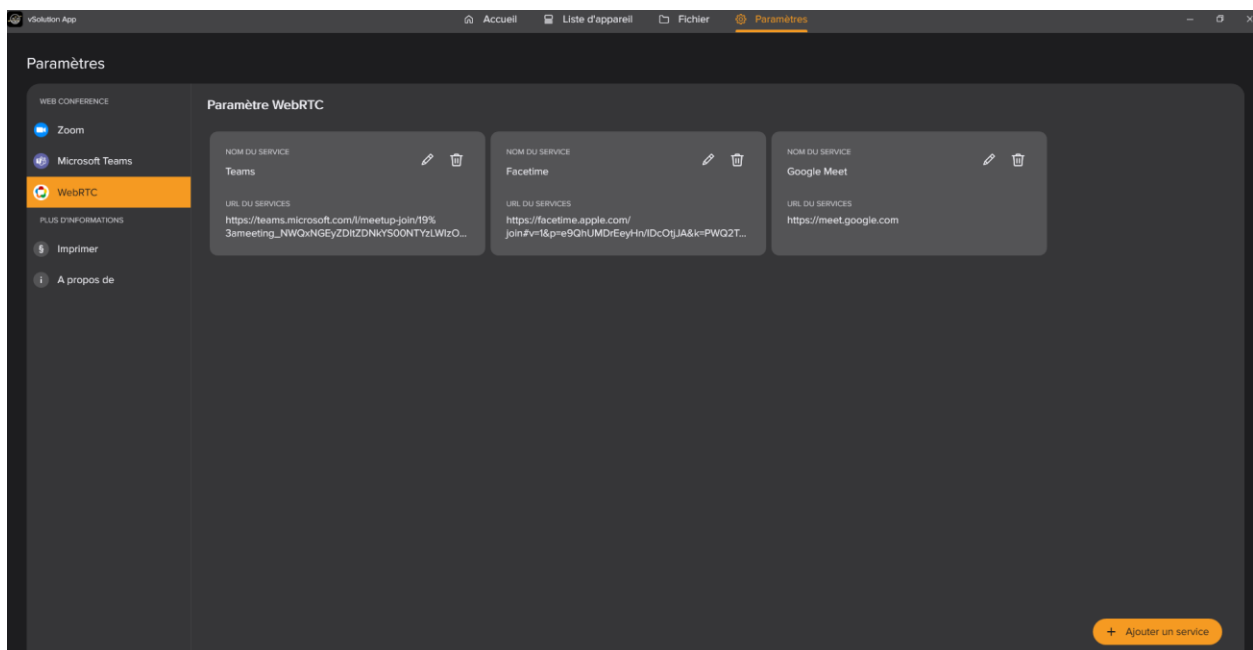 vSolution App
Accueil
Liste d'appareil
Fichier
Paramètres
Paramètres
WEB CONFERENCE
Zoom
Microsoft Teams
WebRTC
PLUS D'INFORMATIONS
Imprimer
A propos de
Paramètre WebRTC
NOM DU SERVICE
Teams
URL DU SERVICES
https://teams.microsoft.com/l/meetup-join/19%
3ameeting_NWQxNGEyZDItZDNkYS00NTYzLWIzO...
NOM DU SERVICE
Facetime
URL DU SERVICES
https://facetime.apple.com/
join#v=1&p=e9QhUMDrEeyHn/IDcOtjJA&k=PWQ2T...
NOM DU SERVICE
Google Meet
URL DU SERVICES
https://meet.google.com
+ Ajouter un service